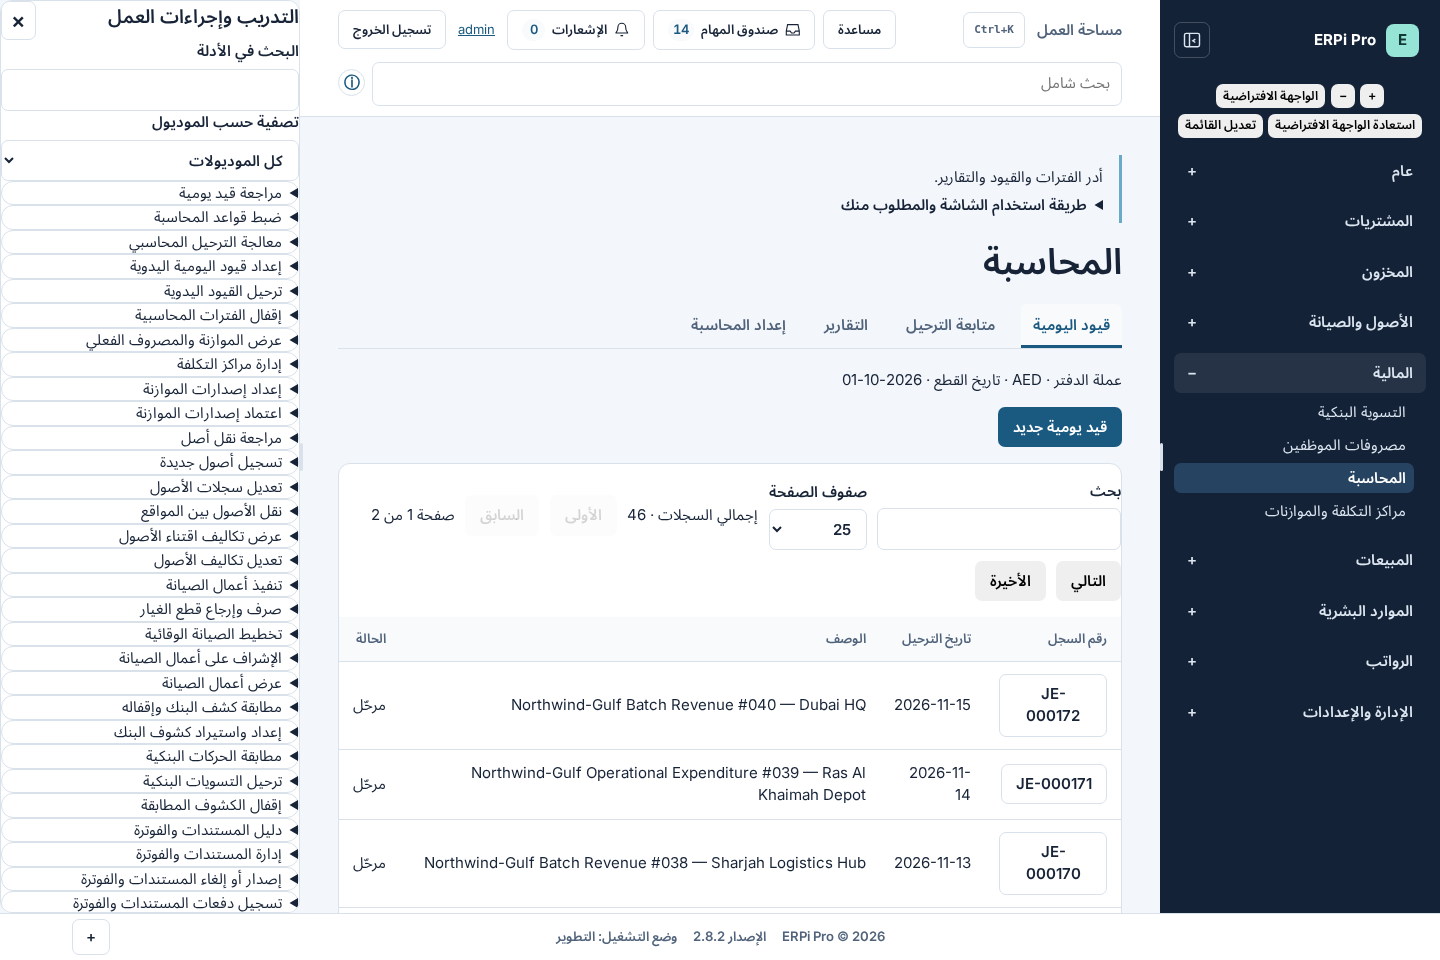 E
ERPi Pro
+
−
الواجهة الافتراضية
استعادة الواجهة الافتراضية
تعديل القائمة
عام
+
المشتريات
+
المخزون
+
الأصول والصيانة
+
المالية
−
التسوية البنكية
مصروفات الموظفين
المحاسبة
مراكز التكلفة والموازنات
المبيعات
+
الموارد البشرية
+
الرواتب
+
الإدارة والإعدادات
+
مساحة العمل
Ctrl+K
مساعدة
صندوق المهام 14
الإشعارات 0
admin
تسجيل الخروج
بحث شامل
أدر الفترات والقيود والتقارير.
طريقة استخدام الشاشة والمطلوب منك
المحاسبة
قيود اليومية
متابعة الترحيل
التقارير
إعداد المحاسبة
عملة الدفتر · AED · تاريخ القطع · 2026-10-01
قيد يومية جديد
بحث
صفوف الصفحة
25
إجمالي السجلات · 46
الأولى
السابق
صفحة 1 من 2
التالي
الأخيرة
رقم السجل
تاريخ الترحيل
الوصف
الحالة
JE-
000172
2026-11-15
Northwind-Gulf Batch Revenue #040 — Dubai HQ
مرحّل
JE-000171
2026-11-
14
Northwind-Gulf Operational Expenditure #039 — Ras Al
Khaimah Depot
مرحّل
JE-
000170
2026-11-13
Northwind-Gulf Batch Revenue #038 — Sharjah Logistics Hub
مرحّل
التدريب وإجراءات العمل
×
البحث في الأدلة
تصفية حسب الموديول
كل الموديولات
مراجعة قيد يومية
ضبط قواعد المحاسبة
معالجة الترحيل المحاسبي
إعداد قيود اليومية اليدوية
ترحيل القيود اليدوية
إقفال الفترات المحاسبية
عرض الموازنة والمصروف الفعلي
إدارة مراكز التكلفة
إعداد إصدارات الموازنة
اعتماد إصدارات الموازنة
مراجعة نقل أصل
تسجيل أصول جديدة
تعديل سجلات الأصول
نقل الأصول بين المواقع
عرض تكاليف اقتناء الأصول
تعديل تكاليف الأصول
تنفيذ أعمال الصيانة
صرف وإرجاع قطع الغيار
تخطيط الصيانة الوقائية
الإشراف على أعمال الصيانة
عرض أعمال الصيانة
مطابقة كشف البنك وإقفاله
إعداد واستيراد كشوف البنك
مطابقة الحركات البنكية
ترحيل التسويات البنكية
إقفال الكشوف المطابقة
دليل المستندات والفوترة
إدارة المستندات والفوترة
إصدار أو إلغاء المستندات والفوترة
تسجيل دفعات المستندات والفوترة
ERPi Pro © 2026
الإصدار 2.8.2
وضع التشغيل: التطوير
+